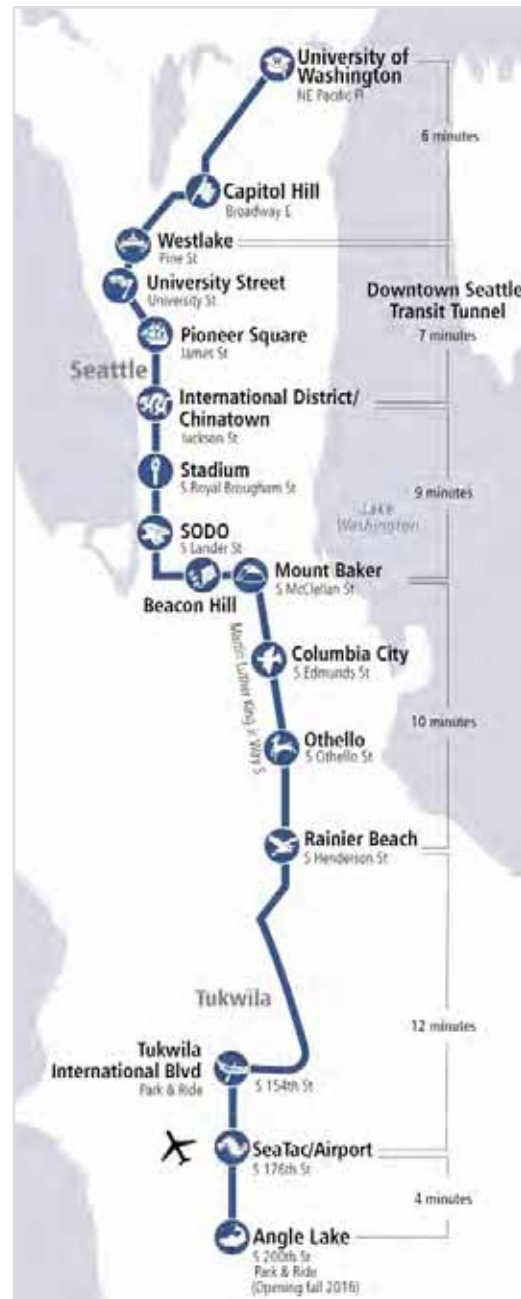 University of
Washington
NE Pacific Pl
6 minutes
Capitol Hill
Broadway E
Westlake
Pine St
University Street
University St
Downtown Seattle
Transit Tunnel
7 minutes
Pioneer Square
James St
Seattle
International District/
Chinatown
Jackson St
Stadium
S Royal Brougham St
9 minutes
Lake
Washington
SODO
S Lander St
Mount Baker
S McClellan St
Beacon Hill
Martin Luther King Jr Way S
Columbia City
S Edmunds St
10 minutes
Othello
S Othello St
Rainier Beach
S Henderson St
Tukwila
12 minutes
Tukwila
International Blvd
Park & Ride
S 154th St
SeaTac/Airport
S 176th St
4 minutes
Angle Lake
S 200th St
Park & Ride
(Opening fall 2016)